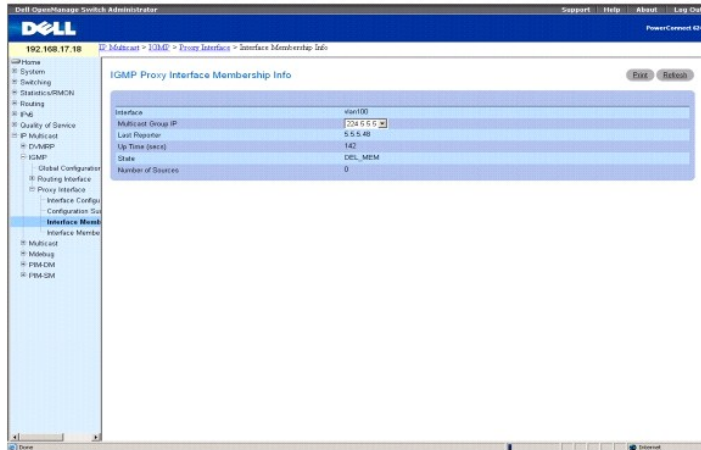 Dell OpenManage Switch Administrator
Support Help About Log Out
DELL
PowerConnect 62
192.168.17.18
IP Multicast > IGMP > Proxy Interface > Interface Membership Info
Home
System
Switching
Statistics/RMON
Routing
IPv6
Quality of Service
IP Multicast
DVMRP
IGMP
Global Configuration
Routing Interface
Proxy Interface
Interface Configu
Configuration Su
Interface Memb
Interface Membe
Multicast
Mdebug
PIM-DM
PIM-SM
IGMP Proxy Interface Membership Info
Print Refresh
Interface vlan100
Multicast Group IP 224.5.5.5
Last Reporter 5.5.5.48
Up Time (secs) 142
State DEL_MEM
Number of Sources 0
Done
Internet